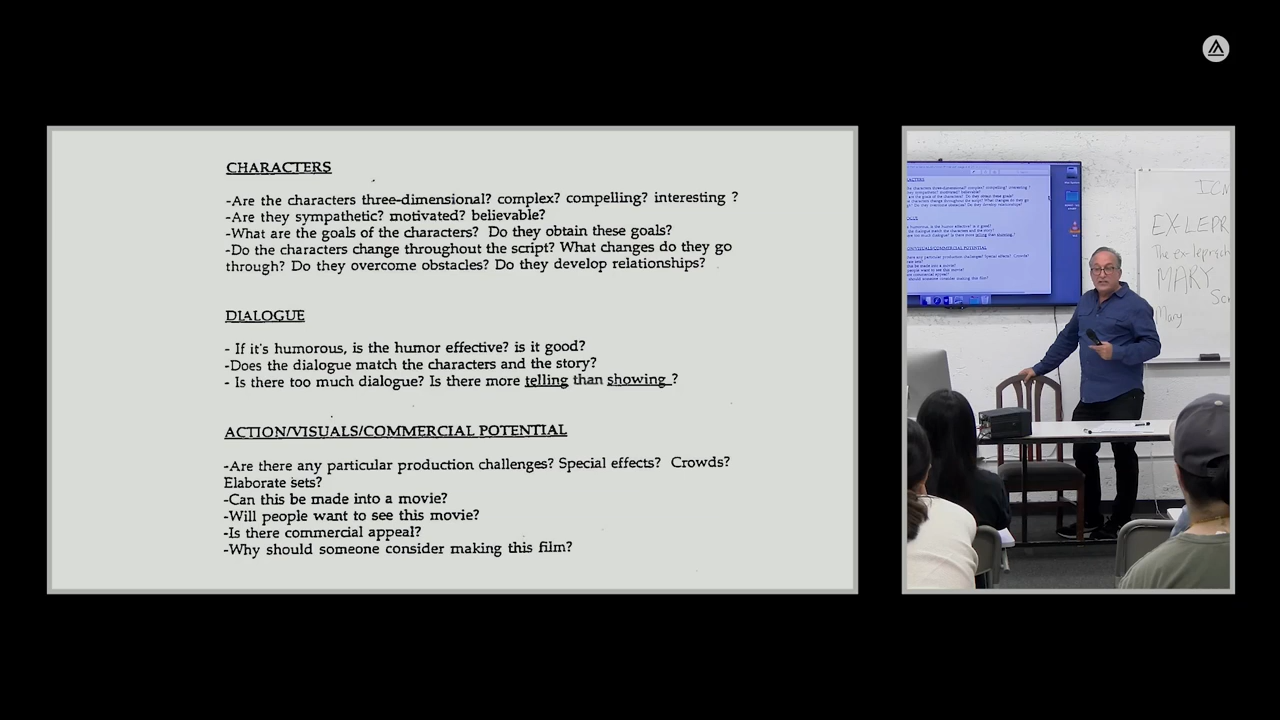 CHARACTERS
-Are the characters three-dimensional? complex? compelling? interesting ?
-Are they sympathetic? motivated? believable?
-What are the goals of the characters? Do they obtain these goals?
-Do the characters change throughout the script? What changes do they go
through? Do they overcome obstacles? Do they develop relationships?
DIALOGUE
- If it's humorous, is the humor effective? is it good?
-Does the dialogue match the characters and the story?
- Is there too much dialogue? Is there more telling than showing ?
ACTION/VISUALS/COMMERCIAL POTENTIAL
-Are there any particular production challenges? Special effects? Crowds?
Elaborate sets?
-Can this be made into a movie?
-Will people want to see this movie?
-Is there commercial appeal?
-Why should someone consider making this film?
EX-LEPR
The Ex-leprech
MARY
Mary